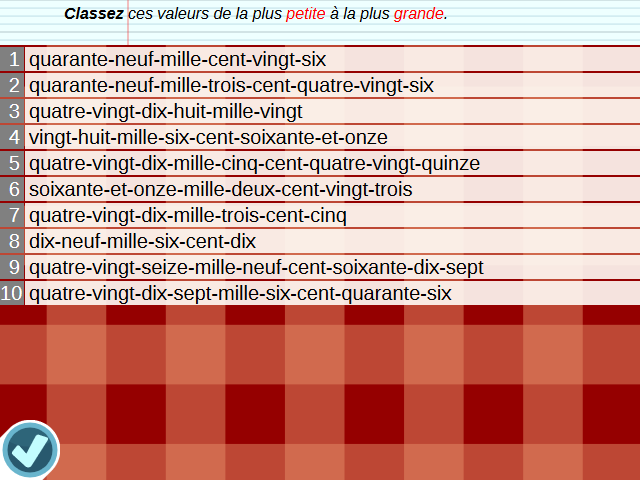 Classez ces valeurs de la plus petite à la plus grande.
1 quarante-neuf-mille-cent-vingt-six
2 quarante-neuf-mille-trois-cent-quatre-vingt-six
3 quatre-vingt-dix-huit-mille-vingt
4 vingt-huit-mille-six-cent-soixante-et-onze
5 quatre-vingt-dix-mille-cinq-cent-quatre-vingt-quinze
6 soixante-et-onze-mille-deux-cent-vingt-trois
7 quatre-vingt-dix-mille-trois-cent-cinq
8 dix-neuf-mille-six-cent-dix
9 quatre-vingt-seize-mille-neuf-cent-soixante-dix-sept
10 quatre-vingt-dix-sept-mille-six-cent-quarante-six